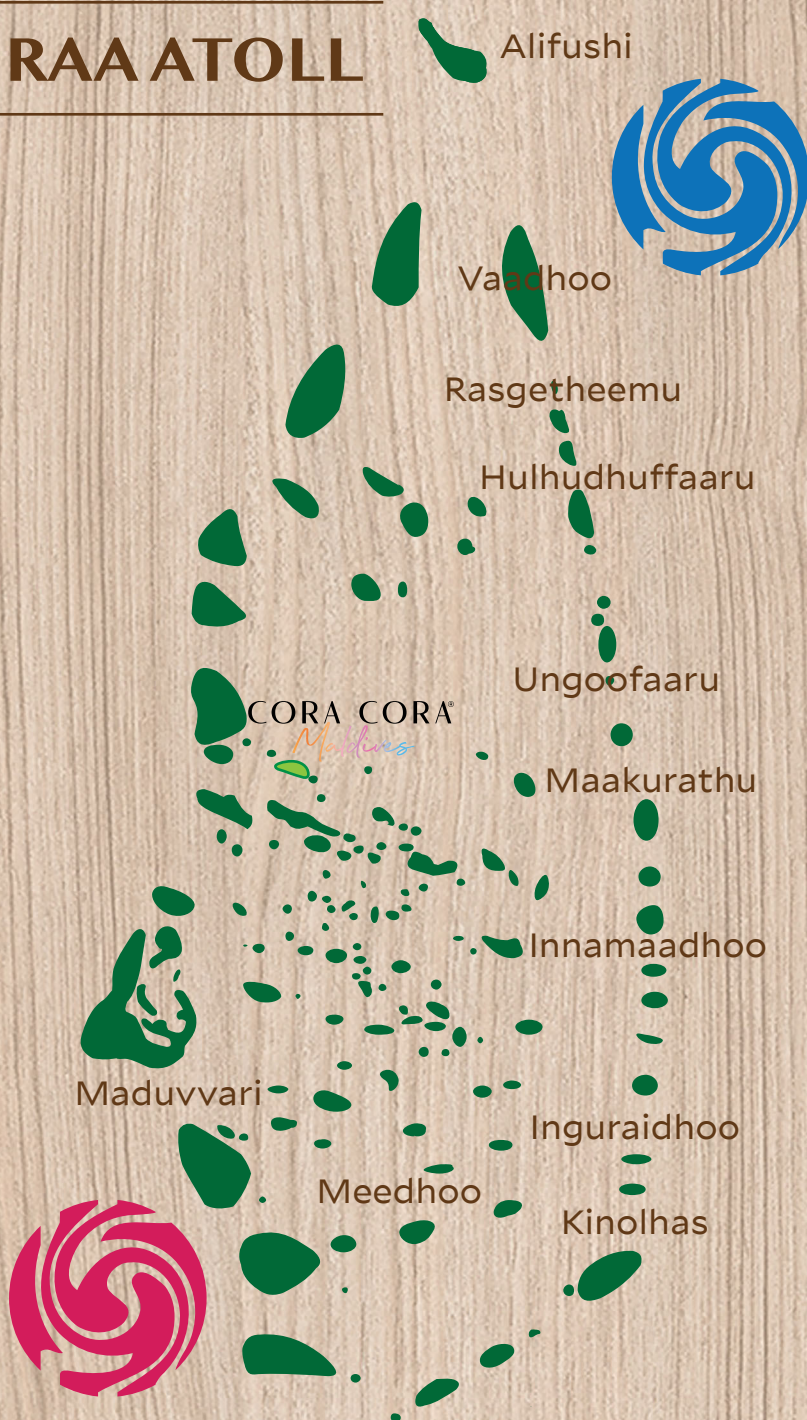 RAA ATOLL
Alifushi
Vaadhoo
Rasgetheemu
Hulhudhuffaaru
Ungoofaaru
CORA CORA®
Maldives
Maakurathu
Innamaadhoo
Maduvvari
Inguraidhoo
Meedhoo
Kinolhas